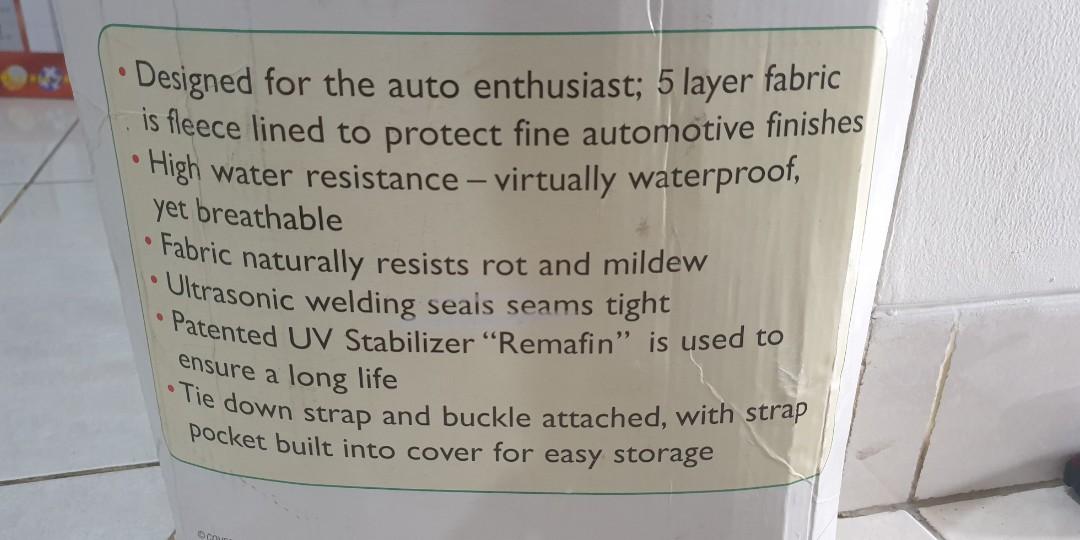 • Designed for the auto enthusiast; 5 layer fabric
is fleece lined to protect fine automotive finishes
• High water resistance – virtually waterproof,
yet breathable
• Fabric naturally resists rot and mildew
• Ultrasonic welding seals seams tight
• Patented UV Stabilizer “Remafin” is used to
ensure a long life
• Tie down strap and buckle attached, with strap
pocket built into cover for easy storage